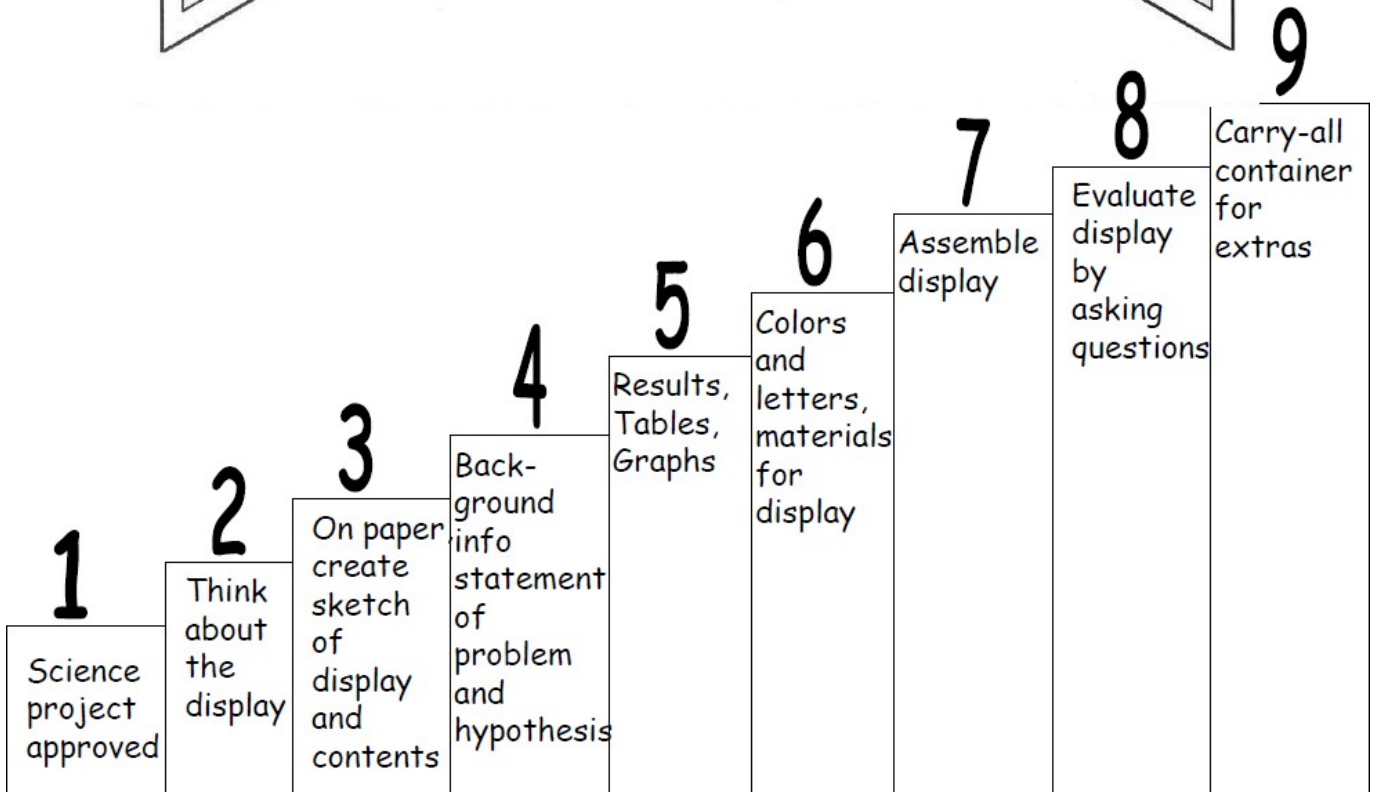 1
Science
project
approved
2
Think
about
the
display
3
On paper,
create
sketch
of
display
and
contents
4
Back-
ground
info
statement
of
problem
and
hypothesis
5
Results,
Tables,
Graphs
6
Colors
and
letters,
materials
for
display
7
Assemble
display
8
Evaluate
display
by
asking
questions
9
Carry-all
container
for
extras